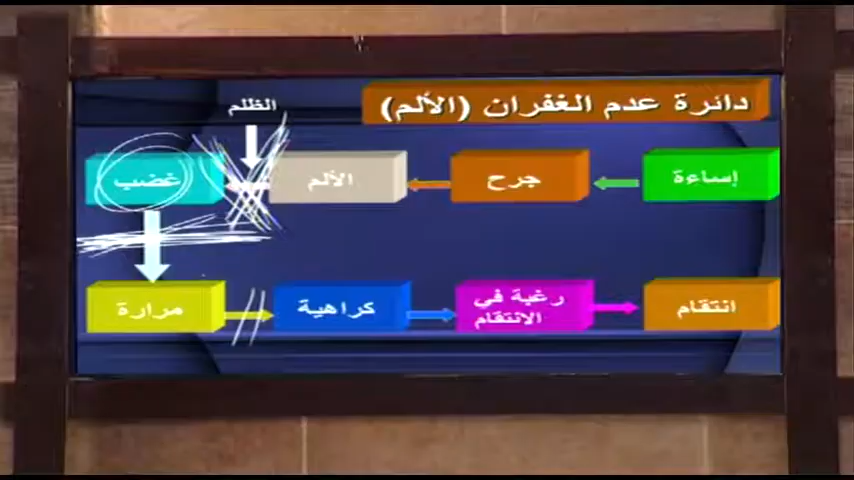 دائرة عدم الغفران (الألم)
الظلم
إساءة
جرح
الألم
غضب
مرارة
كراهية
رغبة في
الانتقام
انتقام